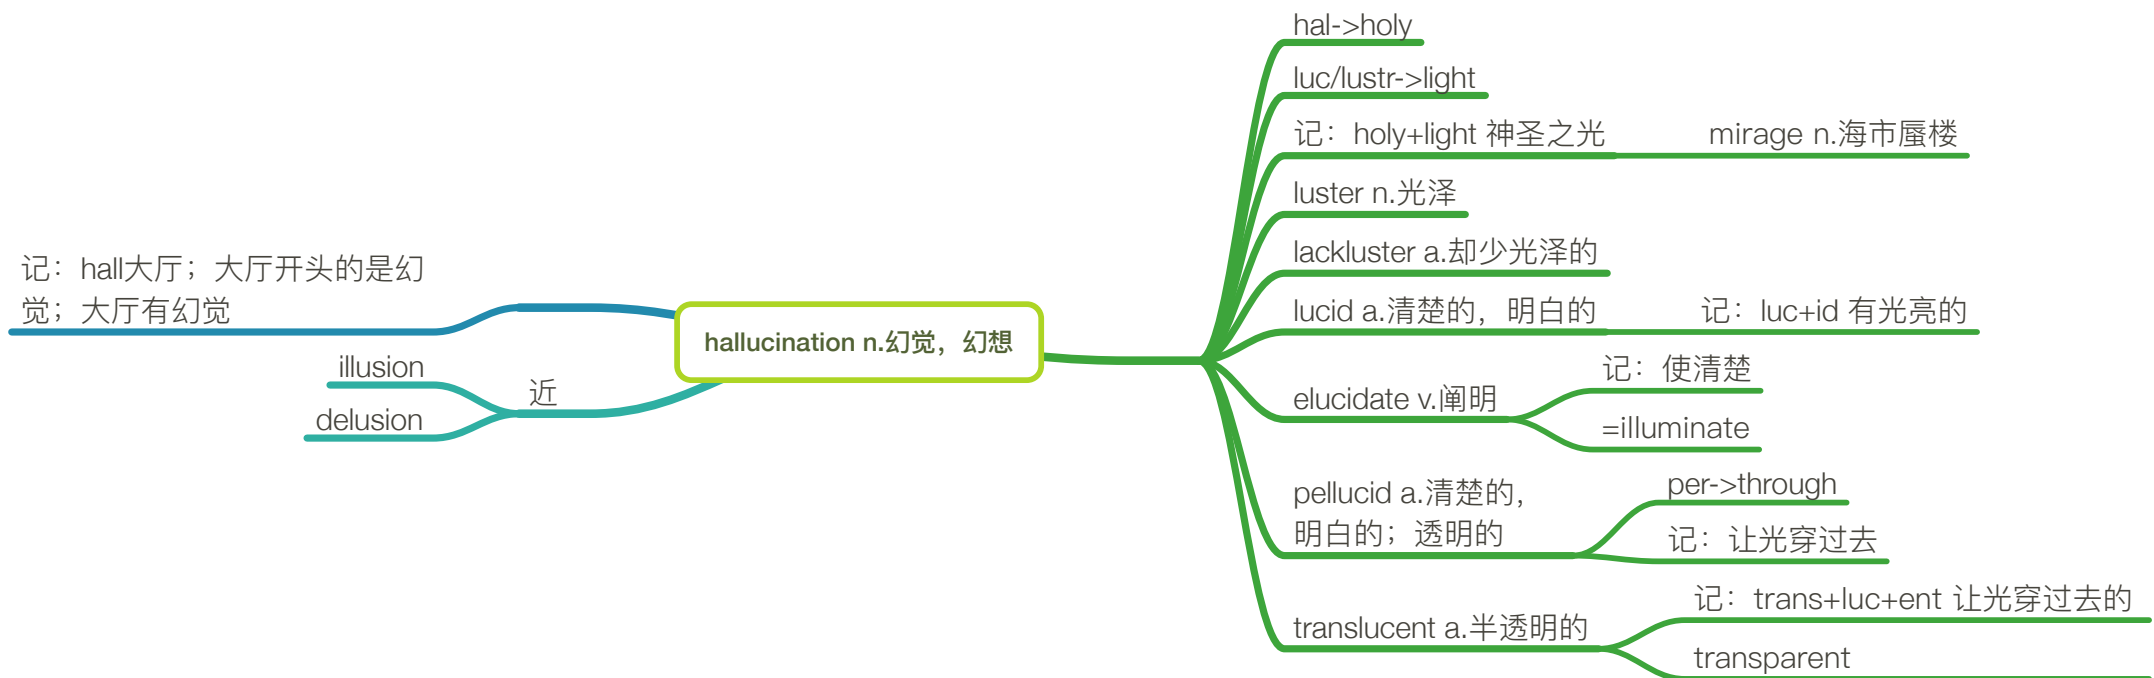 记：hall大厅；大厅开头的是幻
觉；大厅有幻觉
illusion
delusion
近
hallucination n.幻觉，幻想
hal->holy
luc/lustr->light
记：holy+light 神圣之光
mirage n.海市蜃楼
luster n.光泽
lackluster a.却少光泽的
lucid a.清楚的，明白的
记：luc+id 有光亮的
elucidate v.阐明
记：使清楚
=illuminate
pellucid a.清楚的，
明白的；透明的
per->through
记：让光穿过去
translucent a.半透明的
记：trans+luc+ent 让光穿过去的
transparent